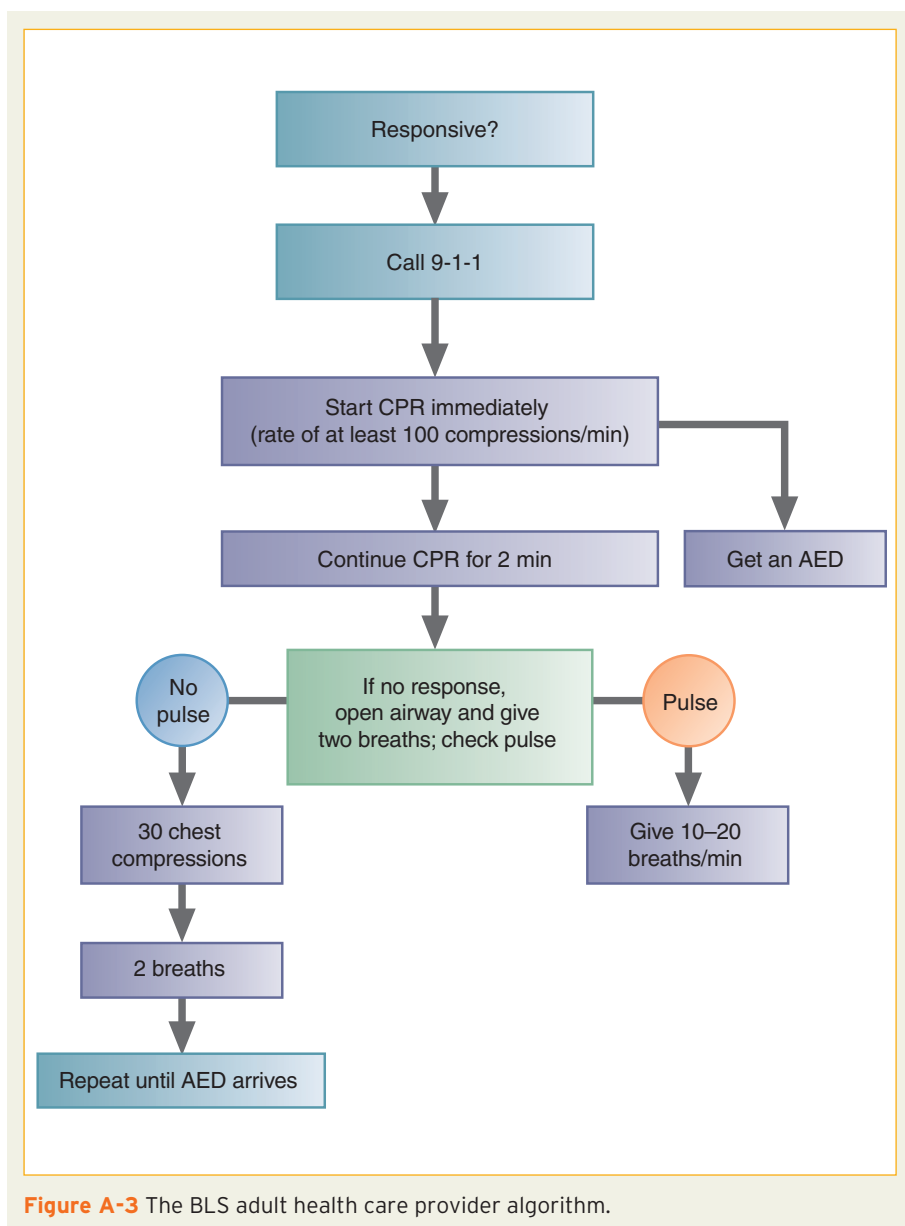 Responsive?
Call 9-1-1
Start CPR immediately
(rate of at least 100 compressions/min)
Continue CPR for 2 min
Get an AED
No
pulse
If no response,
open airway and give
two breaths; check pulse
Pulse
30 chest
compressions
Give 10–20
breaths/min
2 breaths
Repeat until AED arrives
Figure A-3 The BLS adult health care provider algorithm.